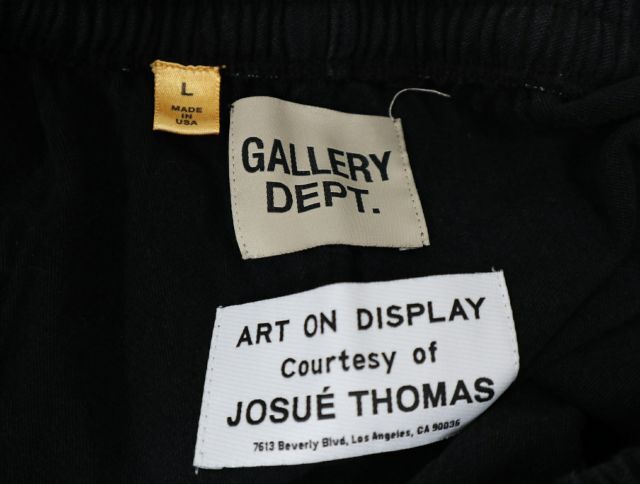 L
MADE
IN
USA
GALLERY
DEPT.
ART ON DISPLAY
Courtesy of
JOSUÉ THOMAS
7613 Beverly Blvd, Los Angeles, CA 90036